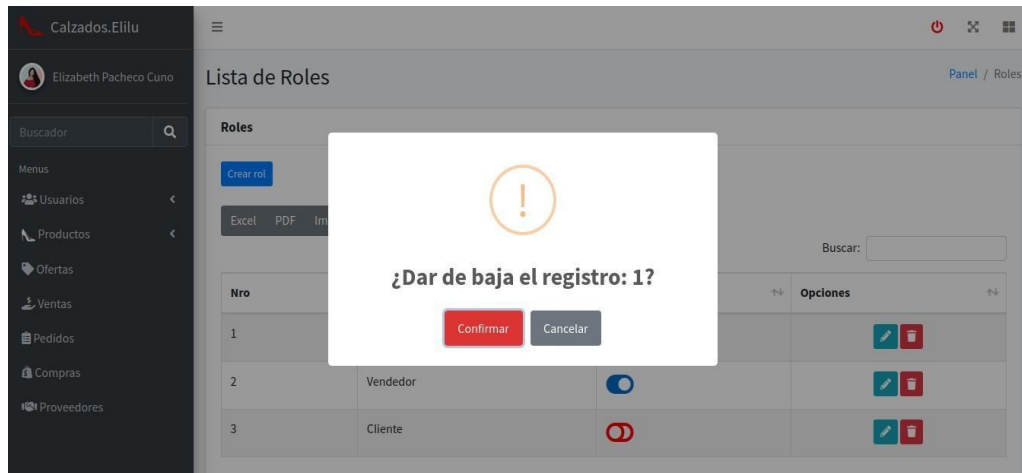 Calzados.Elilu
Elizabeth Pacheco Cuno
Lista de Roles
Panel / Roles
Buscador
Roles
Menus
Crear rol
Usuarios
Excel PDF Im
Productos
Buscar:
Ofertas
¿Dar de baja el registro: 1?
Nro
Opciones
Ventas
Confirmar Cancelar
1
Pedidos
Compras
2 Vendedor
Proveedores
3 Cliente